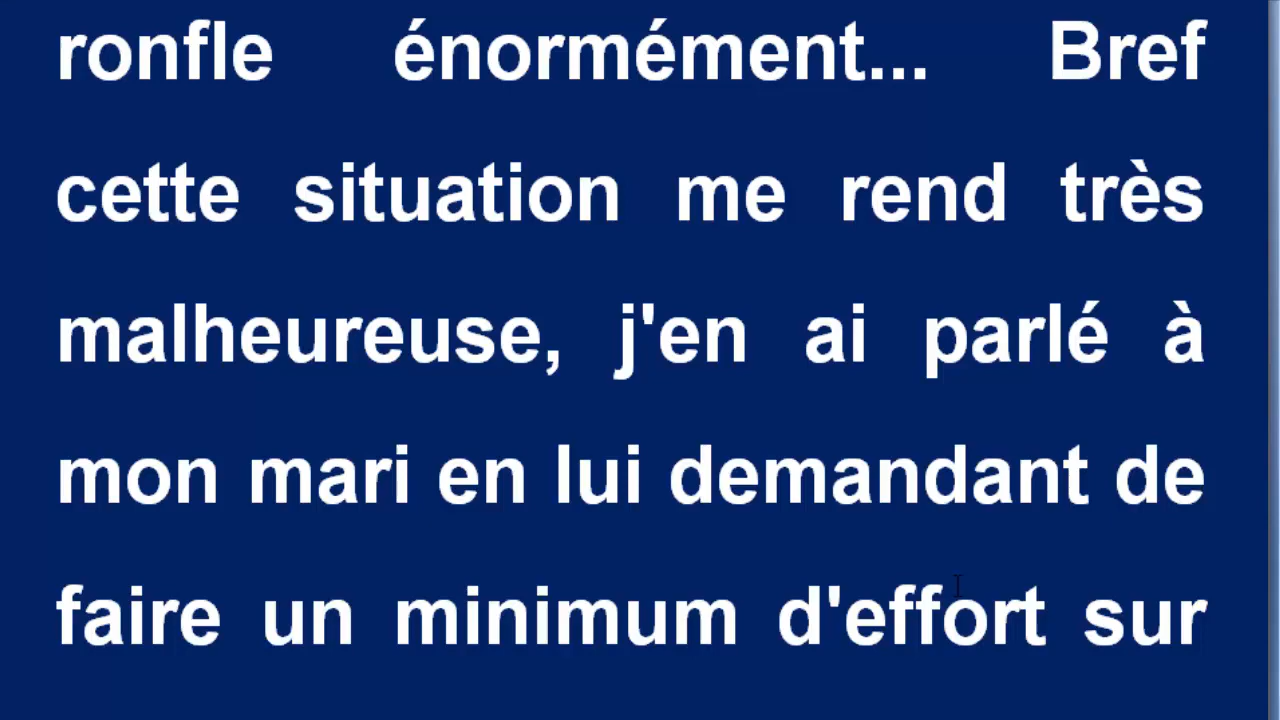 ronfle énormément... Bref
cette situation me rend très
malheureuse, j'en ai parlé à
mon mari en lui demandant de
faire un minimum d'effort sur